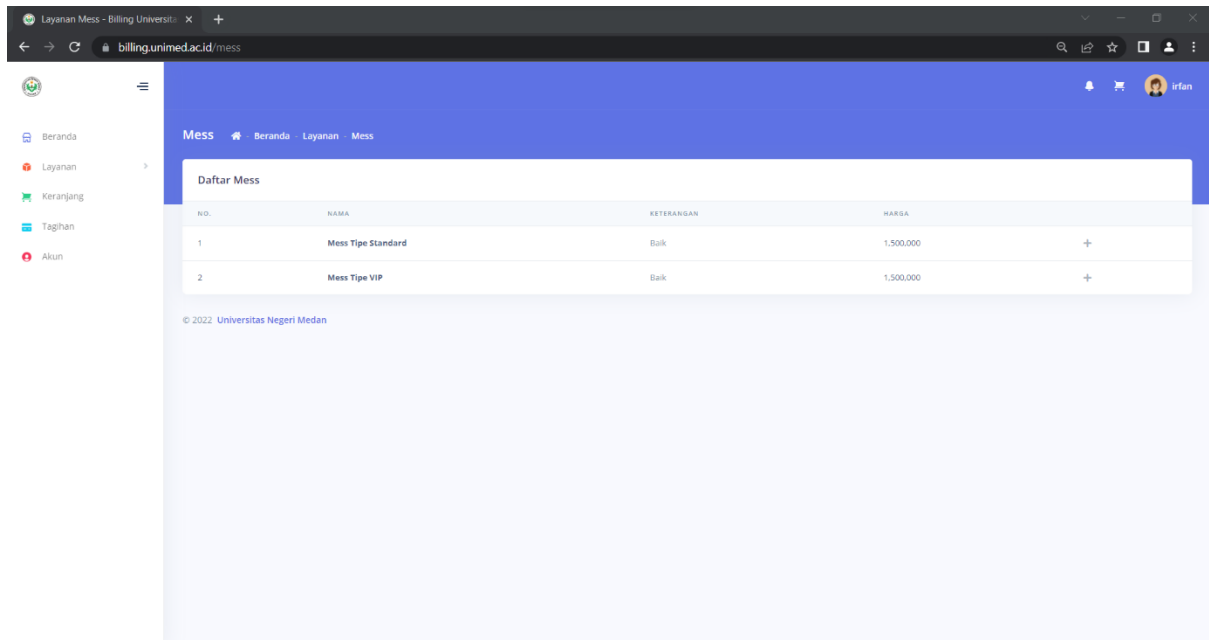 Layanan Mess - Billing Universita
billing.unimed.ac.id/mess
irfan
Beranda
Layanan
Keranjang
Tagihan
Akun
Mess - Beranda - Layanan - Mess
Daftar Mess
NO. NAMA KETERANGAN HARGA
1 Mess Tipe Standard Baik 1,500,000 +
2 Mess Tipe VIP Baik 1,500,000 +
© 2022 Universitas Negeri Medan